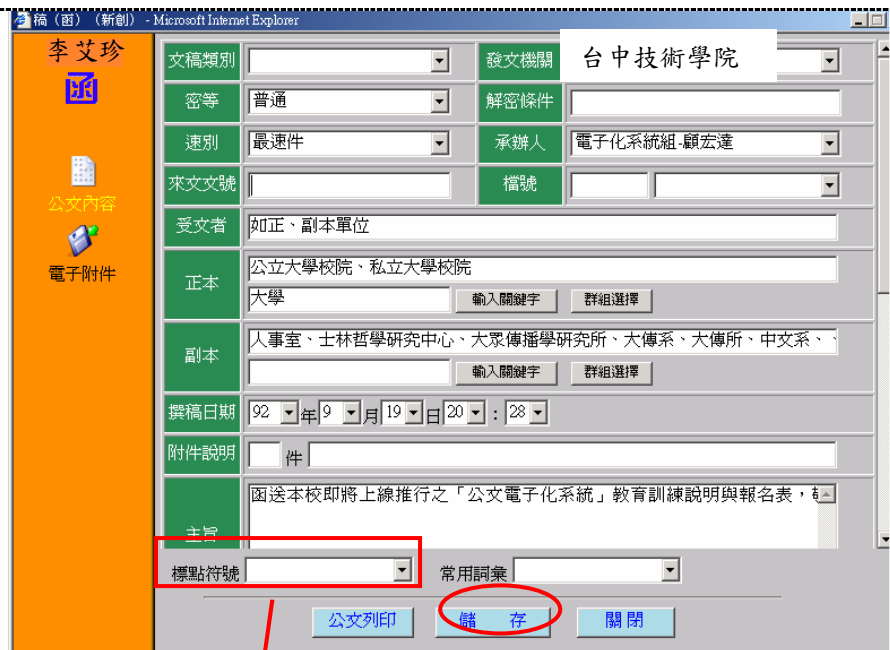 稿（函）（新創） - Microsoft Internet Explorer
李艾珍
函
公文內容
電子附件
文稿類別 發文機關 台中技術學院
密等 普通 解密條件
速別 最速件 承辦人 電子化系統組-顧宏達
來文文號 檔號
受文者 如正、副本單位
正本 公立大學校院、私立大學校院
大學 輸入關鍵字 群組選擇
副本 人事室、士林哲學研究中心、大眾傳播學研究所、大傳系、大傳所、中文系、
輸入關鍵字 群組選擇
撰稿日期 92 年 9 月 19 日 20 : 28
附件說明 件
主旨 函送本校即將上線推行之「公文電子化系統」教育訓練說明與報名表，
標點符號 常用詞彙
公文列印 儲 存 關閉